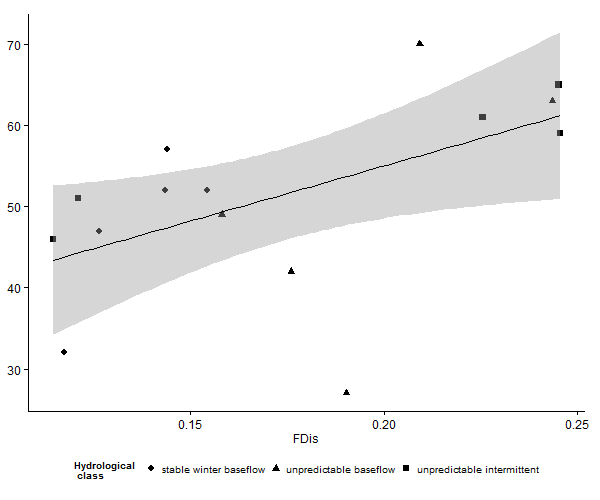 70
60
50
40
30
0.15 0.20 0.25
FDis
Hydrological
class
stable winter baseflow unpredictable baseflow unpredictable intermittent